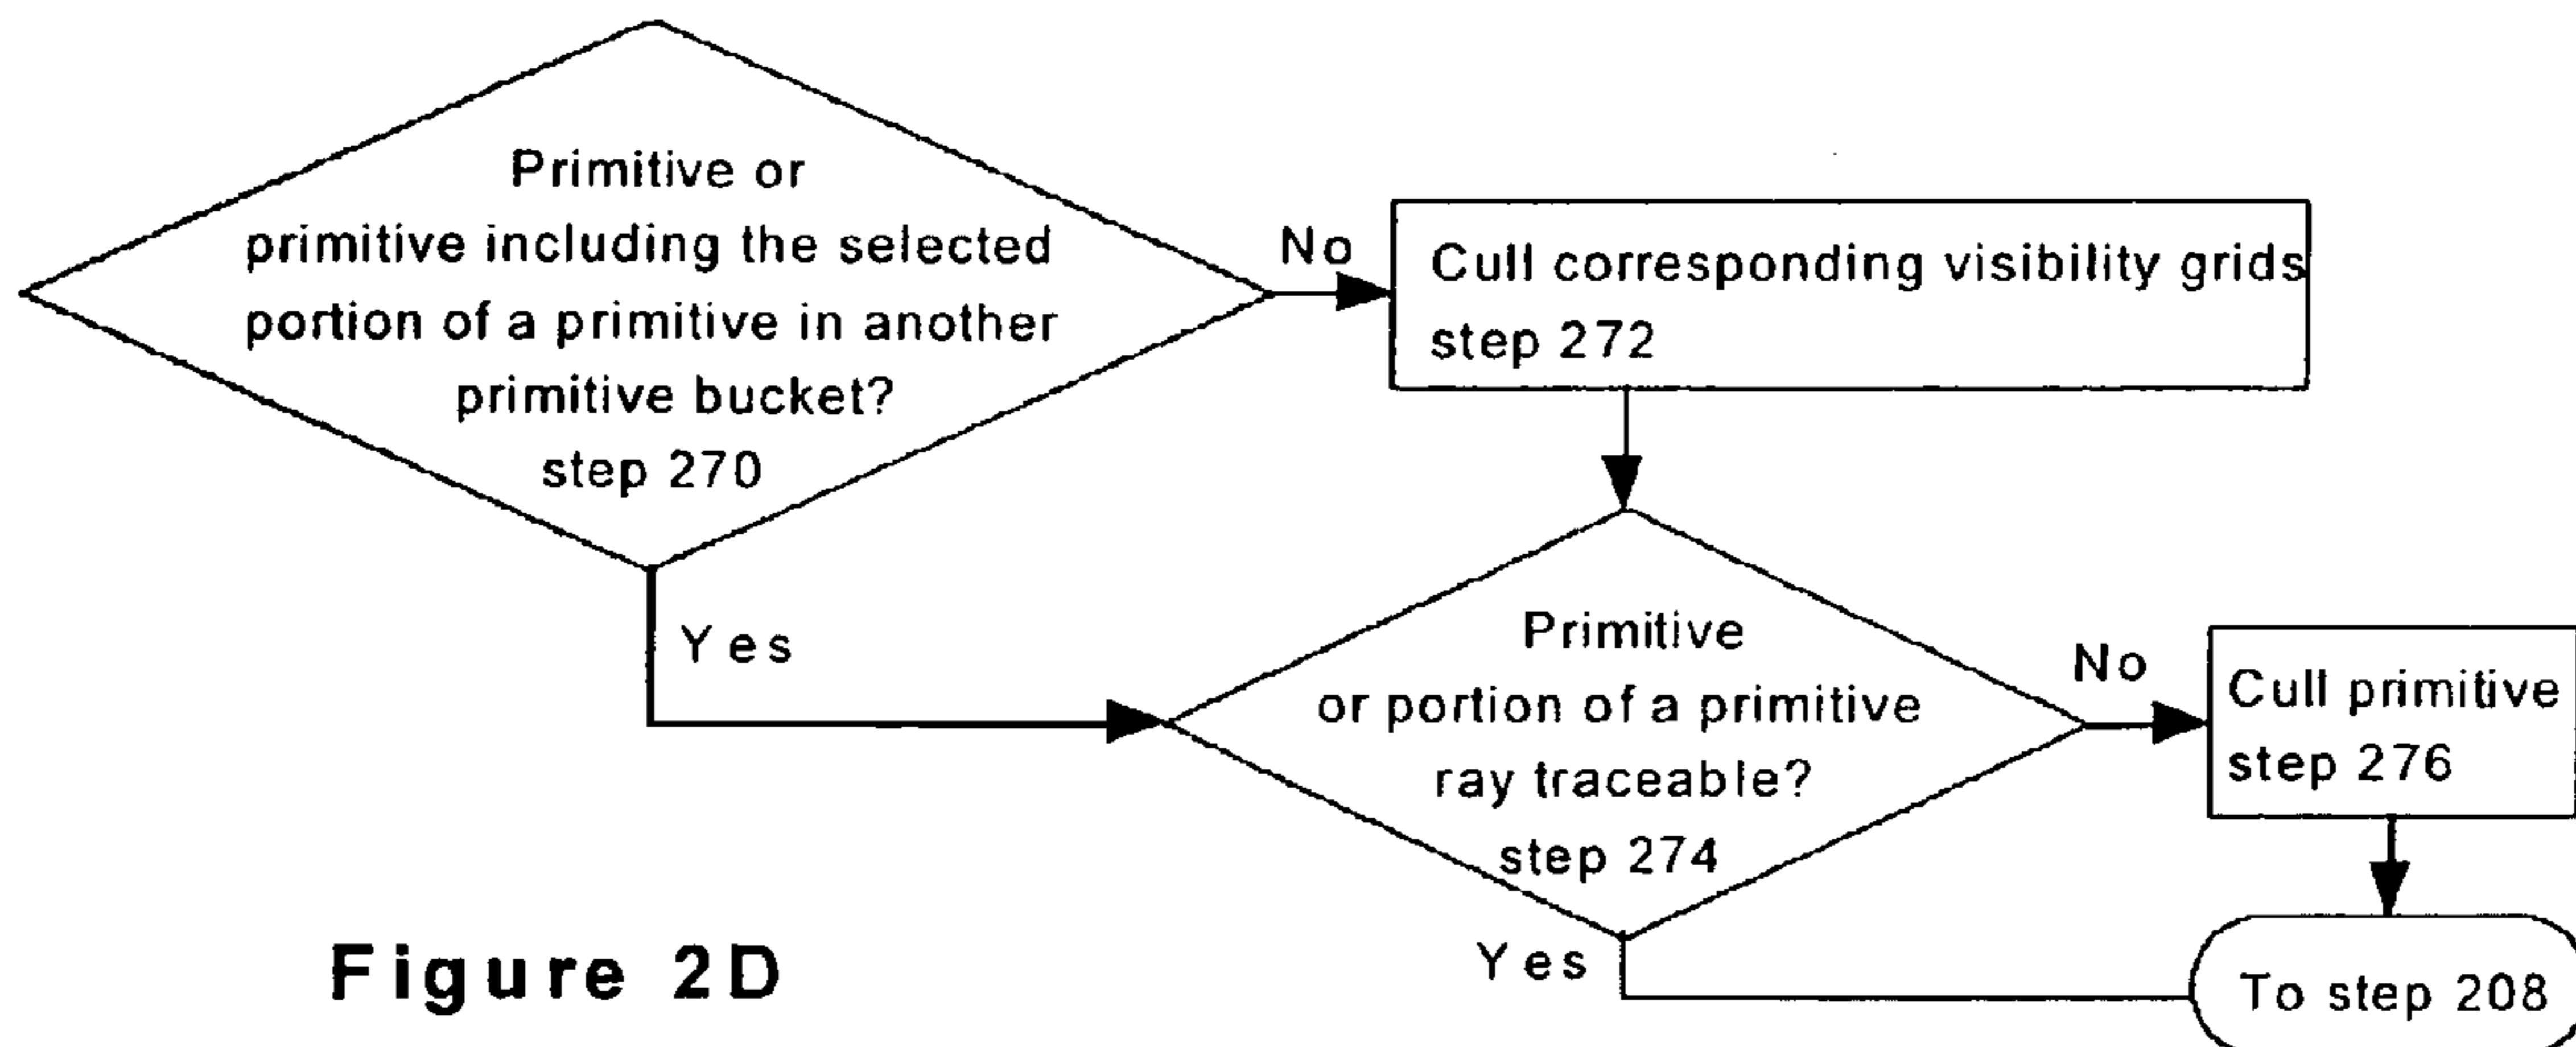 Primitive or
primitive including the selected
portion of a primitive in another
primitive bucket?
step 270
No
Cull corresponding visibility grids
step 272
Yes
Primitive
or portion of a primitive
ray traceable?
step 274
No
Cull primitive
step 276
Yes
To step 208
Figure 2D